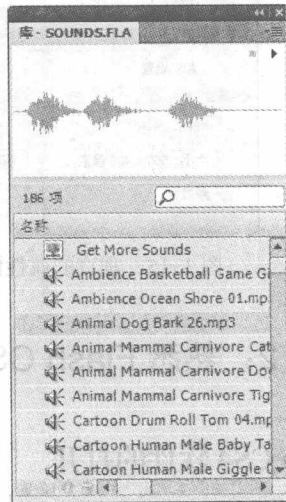 库 - SOUNDS.FLA
186 项
名称
Get More Sounds
Ambience Basketball Game Gi
Ambience Ocean Shore 01.mp
Animal Dog Bark 26.mp3
Animal Mammal Carnivore Cat
Animal Mammal Carnivore Do
Animal Mammal Carnivore Tig
Cartoon Drum Roll Tom 04.mp
Cartoon Human Male Baby Ta
Cartoon Human Male Giggle